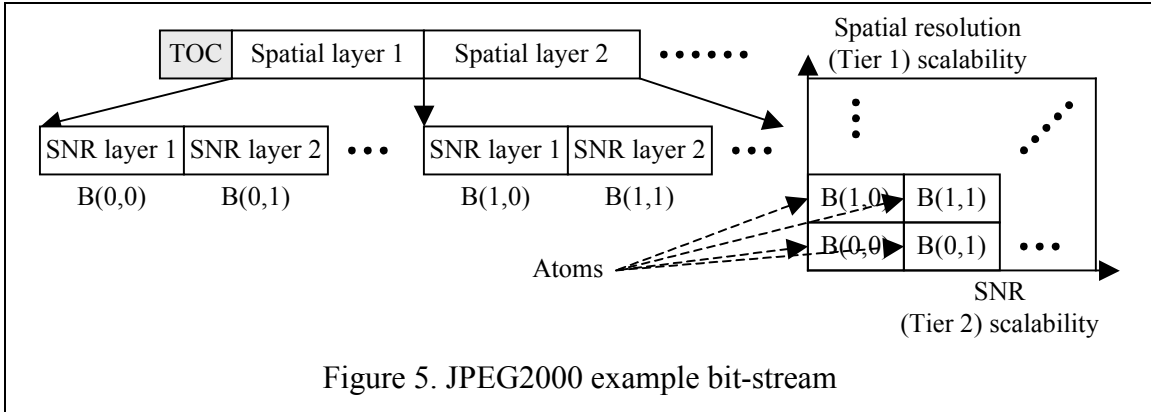 TOC Spatial layer 1 Spatial layer 2
SNR layer 1 SNR layer 2 SNR layer 1 SNR layer 2
B(0,0) B(0,1) B(1,0) B(1,1)
Spatial resolution
(Tier 1) scalability
B(1,0) B(1,1)
B(0,0) B(0,1)
Atoms
SNR
(Tier 2) scalability
Figure 5. JPEG2000 example bit-stream